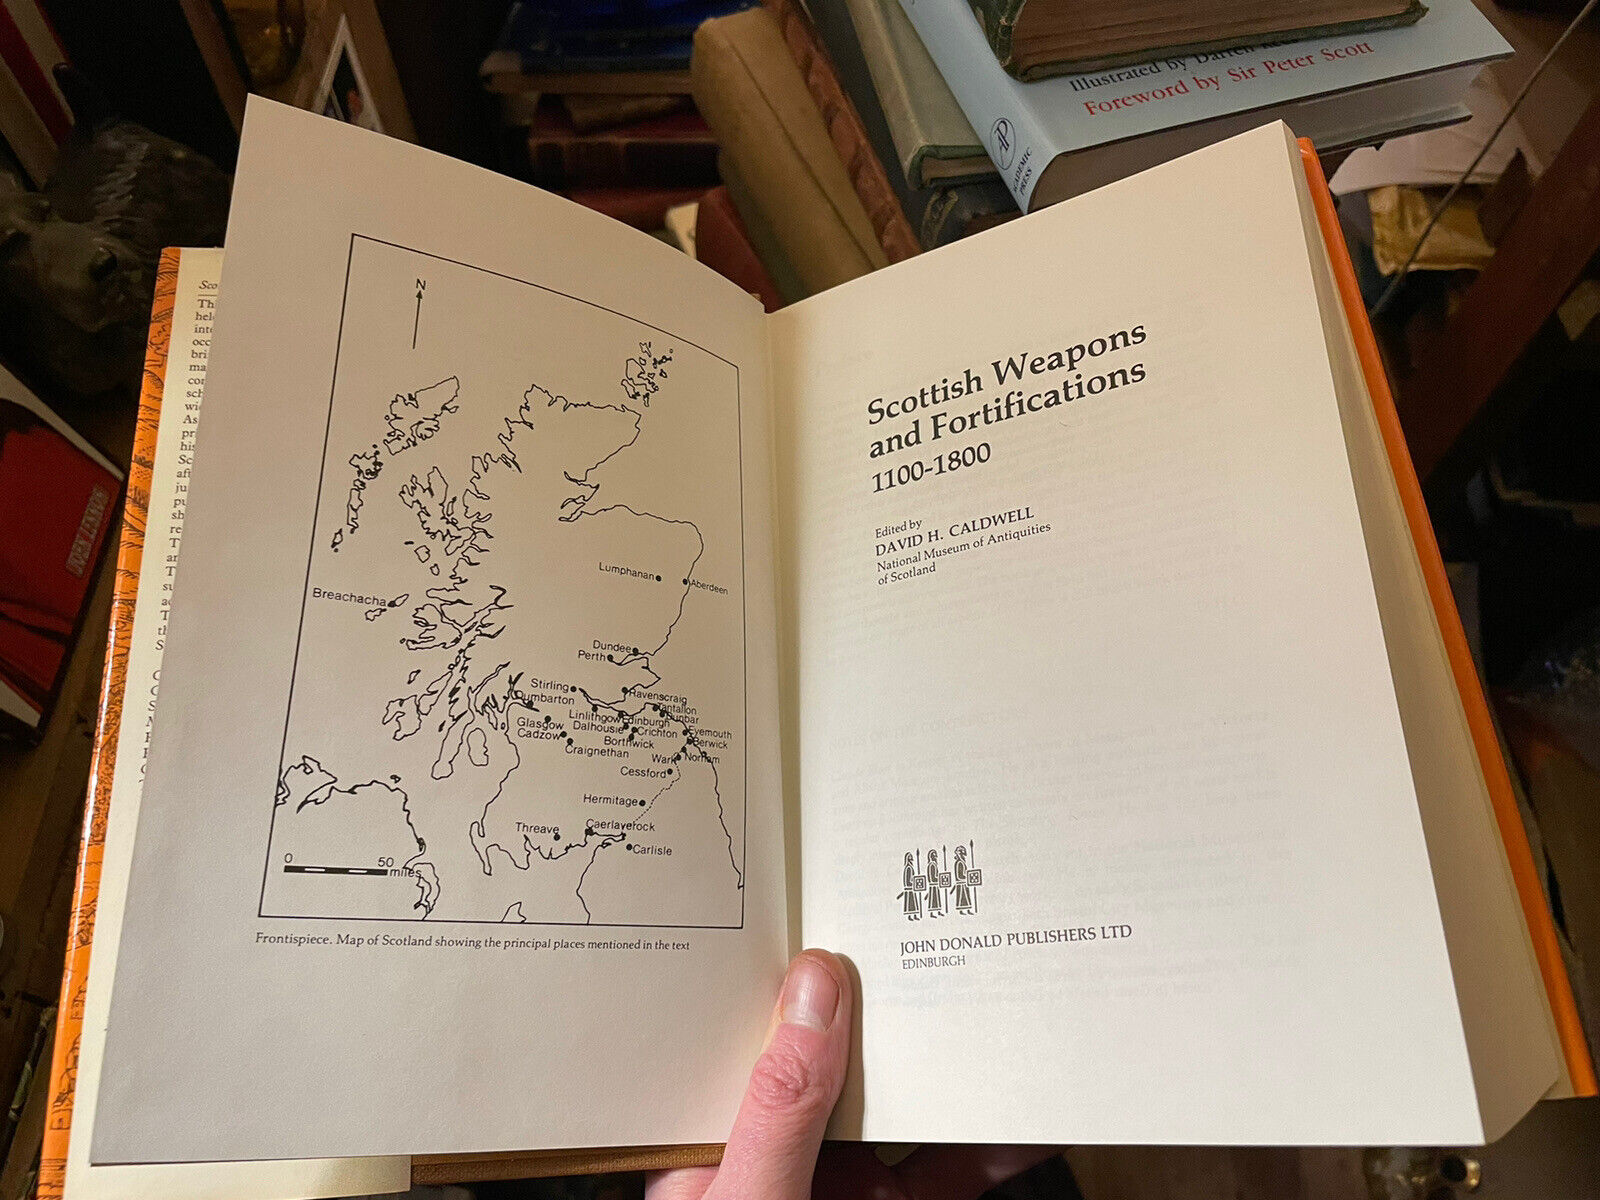 Illustrated by Darren
Foreword by Sir Peter Scott
ACADEMIC
PRESS
N
Lumphanan
Aberdeen
Breachacha
Dundee
Perth
Stirling
Ravenscraig
Dumbarton
Tantallon
Linlithgow
Edinburgh
Dunbar
Glasgow
Dalhousie
Crichton
Eyemouth
Cadzow
Borthwick
Berwick
Craignethan
Wark
Norham
Cessford
Hermitage
Threave
Caerlaverock
Carlisle
0 50
miles
Frontispiece. Map of Scotland showing the principal places mentioned in the text
Scottish Weapons
and Fortifications
1100-1800
Edited by
DAVID H. CALDWELL
National Museum of Antiquities
of Scotland
JOHN DONALD PUBLISHERS LTD
EDINBURGH